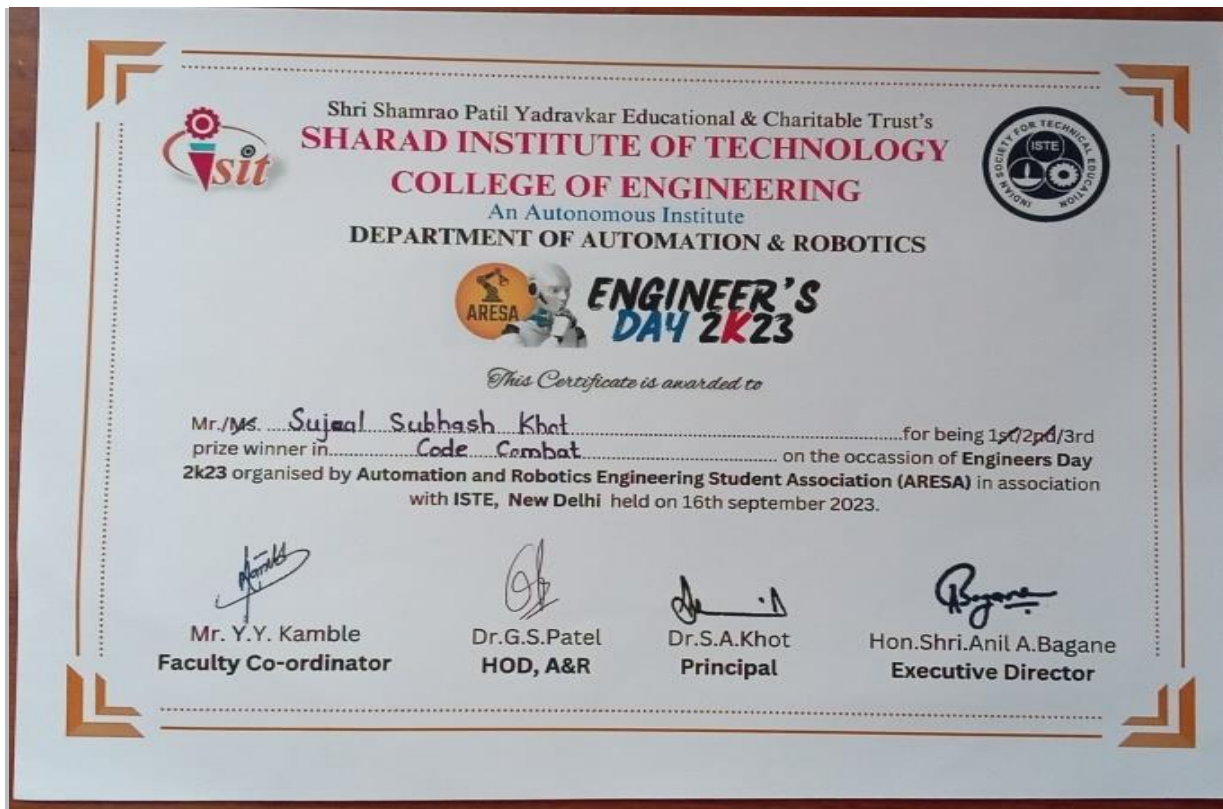 Shri Shamrao Patil Yadravkar Educational & Charitable Trust's
SHARAD INSTITUTE OF TECHNOLOGY
COLLEGE OF ENGINEERING
An Autonomous Institute
DEPARTMENT OF AUTOMATION & ROBOTICS
sit
INDIAN SOCIETY FOR TECHNICAL EDUCATION
ISTE
ARESA
ENGINEER'S
DAY 2K23
This Certificate is awarded to
Mr./Ms. Sujaal Subhash Khot for being 1st/2nd/3rd
prize winner in Code Combat on the occassion of Engineers Day
2k23 organised by Automation and Robotics Engineering Student Association (ARESA) in association
with ISTE, New Delhi held on 16th september 2023.
Mr. Y.Y. Kamble
Faculty Co-ordinator
Dr.G.S.Patel
HOD, A&R
Dr.S.A.Khot
Principal
Hon.Shri.Anil A.Bagane
Executive Director